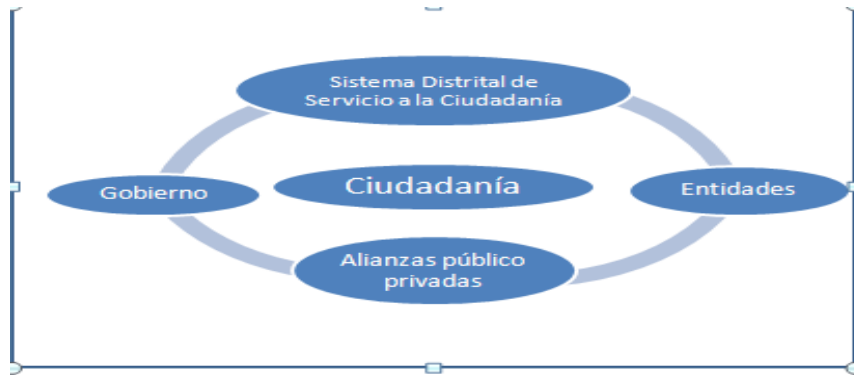 Sistema Distrital de
Servicio a la Ciudadanía
Gobierno
Ciudadanía
Entidades
Alianzas público
privadas